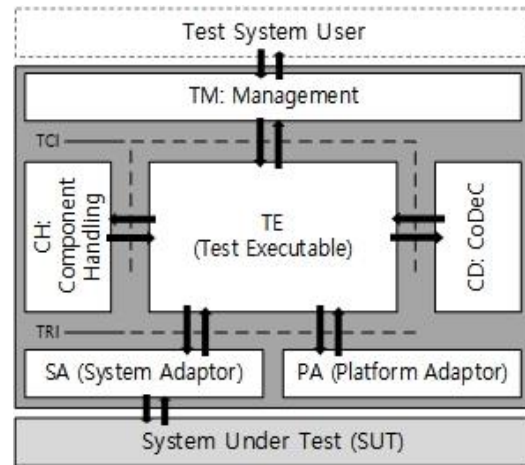 Test System User
TM: Management
TCI
CH:
Component
Handling
TE
(Test Executable)
CD: CoDeC
TRI
SA (System Adaptor)
PA (Platform Adaptor)
System Under Test (SUT)